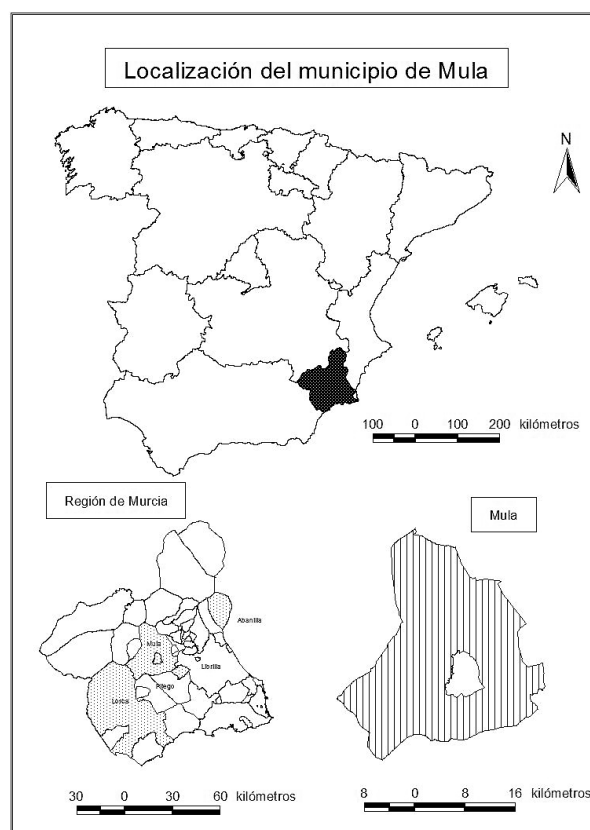 Localización del municipio de Mula
N
100 0 100 200 kilómetros
Región de Murcia
Mula
Abanilla
Mula
Librilla
Pliego
Lorca
30 0 30 60 kilómetros
8 0 8 16 kilómetros